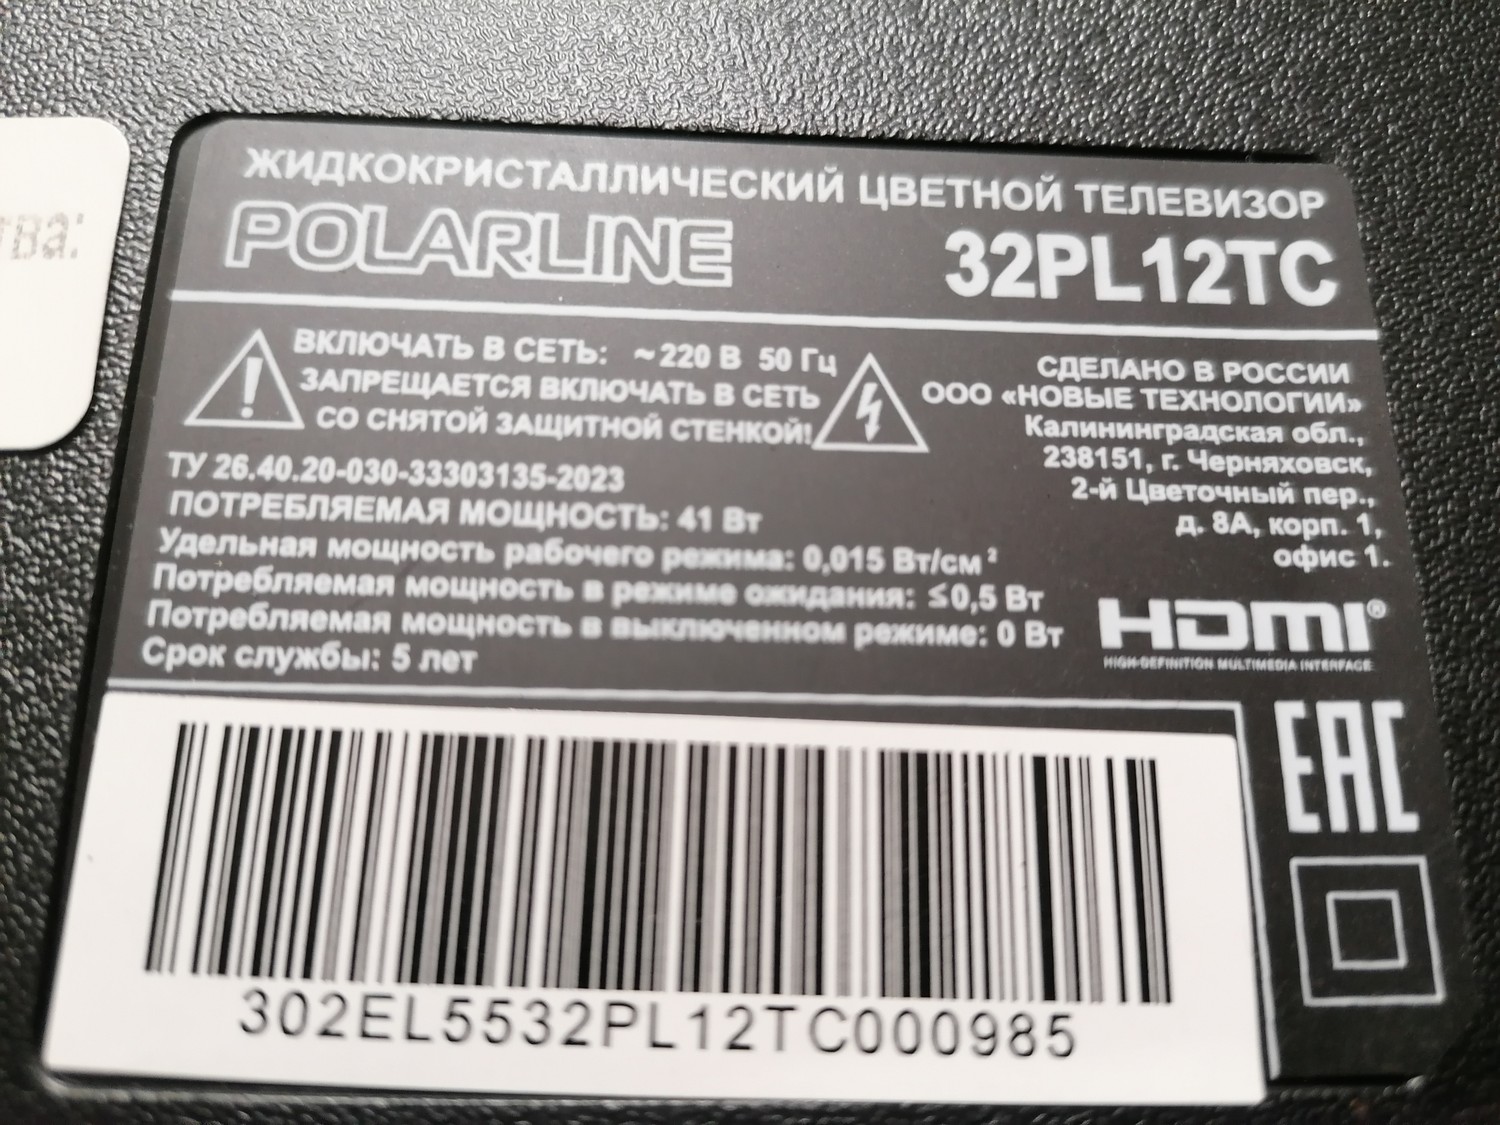 тва:
ЖИДКОКРИСТАЛЛИЧЕСКИЙ ЦВЕТНОЙ ТЕЛЕВИЗОР
POLARLINE 32PL12TC
ВКЛЮЧАТЬ В СЕТЬ: ~220 В 50 Гц
ЗАПРЕЩАЕТСЯ ВКЛЮЧАТЬ В СЕТЬ
СО СНЯТОЙ ЗАЩИТНОЙ СТЕНКОЙ!
СДЕЛАНО В РОССИИ
ООО «НОВЫЕ ТЕХНОЛОГИИ»
Калининградская обл.,
238151, г. Черняховск,
2-й Цветочный пер.,
д. 8А, корп. 1,
офис 1.
ТУ 26.40.20-030-33303135-2023
ПОТРЕБЛЯЕМАЯ МОЩНОСТЬ: 41 Вт
Удельная мощность рабочего режима: 0,015 Вт/см²
Потребляемая мощность в режиме ожидания: ≤0,5 Вт
Потребляемая мощность в выключенном режиме: 0 Вт
Срок службы: 5 лет
HDMI®
HIGH-DEFINITION MULTIMEDIA INTERFACE
EAC
302EL5532PL12TC000985